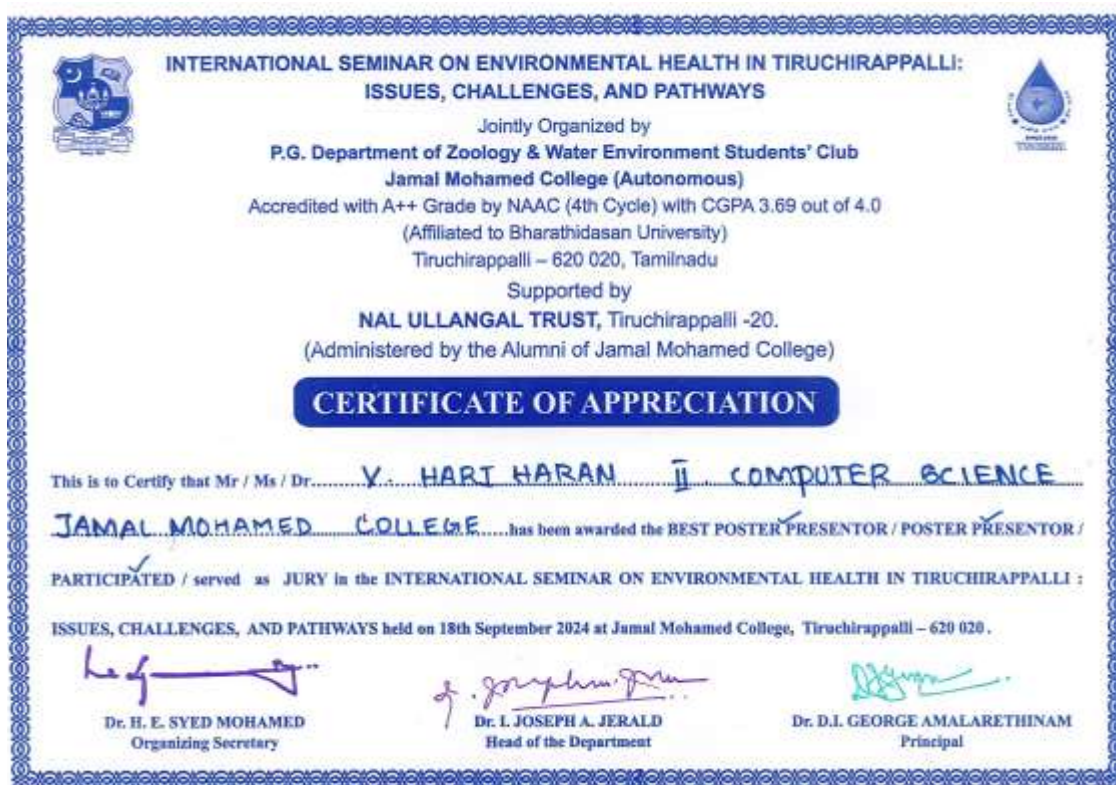 INTERNATIONAL SEMINAR ON ENVIRONMENTAL HEALTH IN TIRUCHIRAPPALLI:
ISSUES, CHALLENGES, AND PATHWAYS
Jointly Organized by
P.G. Department of Zoology & Water Environment Students' Club
Jamal Mohamed College (Autonomous)
Accredited with A++ Grade by NAAC (4th Cycle) with CGPA 3.69 out of 4.0
(Affiliated to Bharathidasan University)
Tiruchirappalli – 620 020, Tamilnadu
Supported by
NAL ULLANGAL TRUST, Tiruchirappalli -20.
(Administered by the Alumni of Jamal Mohamed College)
CERTIFICATE OF APPRECIATION
This is to Certify that Mr / Ms / Dr..... V. HARI HARAN II. COMPUTER SCIENCE
JAMAL MOHAMED COLLEGE ......has been awarded the BEST POSTER PRESENTOR / POSTER PRESENTOR /
PARTICIPATED / served as JURY in the INTERNATIONAL SEMINAR ON ENVIRONMENTAL HEALTH IN TIRUCHIRAPPALLI :
ISSUES, CHALLENGES, AND PATHWAYS held on 18th September 2024 at Jamal Mohamed College, Tiruchirappalli – 620 020.
Dr. H. E. SYED MOHAMED
Organizing Secretary
Dr. I. JOSEPH A. JERALD
Head of the Department
Dr. D.I. GEORGE AMALARETHINAM
Principal